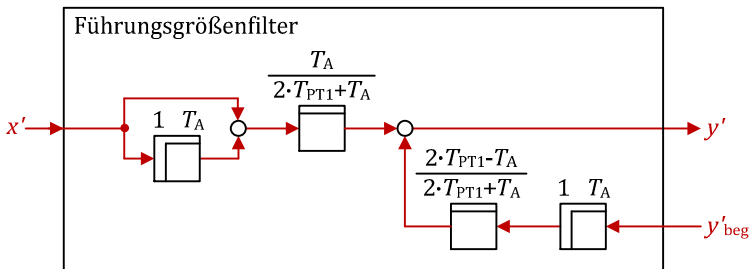 Führungsgrößenfilter
T_A
2·T_PT1+T_A
x′
1 T_A
y′
2·T_PT1-T_A
2·T_PT1+T_A
1 T_A
y′_beg